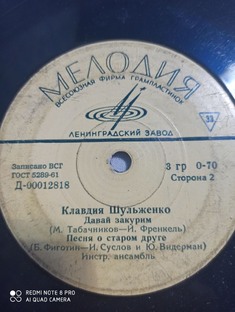 МЕЛОДИЯ
ВСЕСОЮЗНАЯ ФИРМА ГРАМПЛАСТИНОК
33
ЛЕНИНГРАДСКИЙ ЗАВОД
Записано ВСГ
ГОСТ 5289-61
Д-00012818
3 гр 0-70
Сторона 2
Клавдия Шульженко
Давай закурим
(М. Табачников—И. Френкель)
Песня о старом друге
(Б. Фиготин—И. Суслов и Ю. Видерман)
Инстр. ансамбль
REDMI NOTE 8 PRO
AI QUAD CAMERA